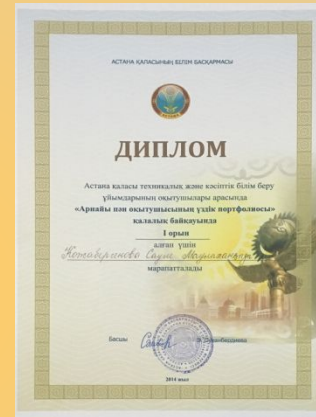 АСТАНА ҚАЛАСЫНЫҢ БІЛІМ БАСҚАРМАСЫ
ДИПЛОМ
Астана қаласы техникалық және кәсіптік білім беру
ұйымдарының оқытушылары арасында
«Арнайы пән оқытушысының үздік портфолиосы»
қалалық байқауында
І орын
алған үшін
Сауле
марапатталады
Басшы
2014 жыл